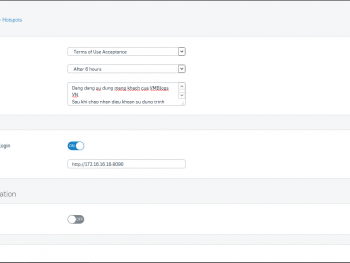 Hotspots.
Terms of Use Acceptance
After 6 hours
Dang dang su dung mang khach cua VMBlogs
VN.
Sau khi chap nhan dieu khoan su dung trinh
ogin
ON
http://172.16.16.16:8090
ation
OFF